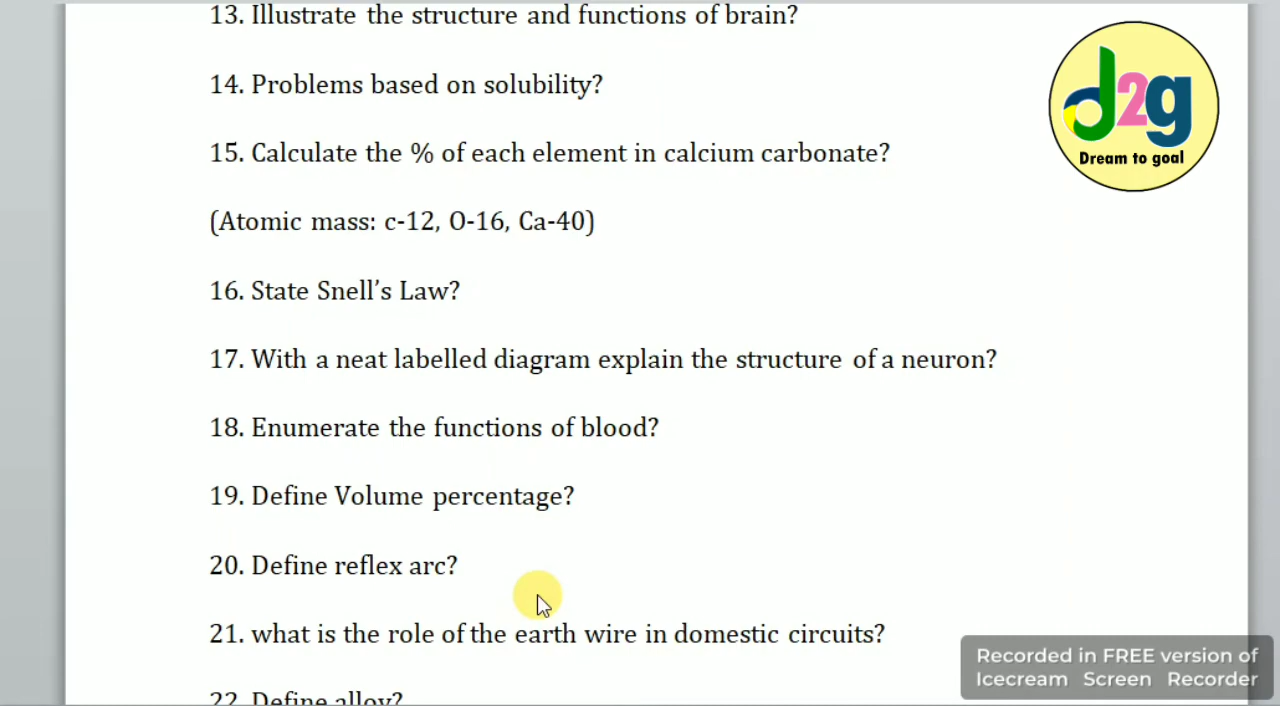 13. Illustrate the structure and functions of brain?
14. Problems based on solubility?
15. Calculate the % of each element in calcium carbonate?
(Atomic mass: c-12, O-16, Ca-40)
16. State Snell's Law?
17. With a neat labelled diagram explain the structure of a neuron?
18. Enumerate the functions of blood?
19. Define Volume percentage?
20. Define reflex arc?
21. what is the role of the earth wire in domestic circuits?
22. Define alloy?
d2g
Dream to goal
Recorded in FREE version of
Icecream Screen Recorder